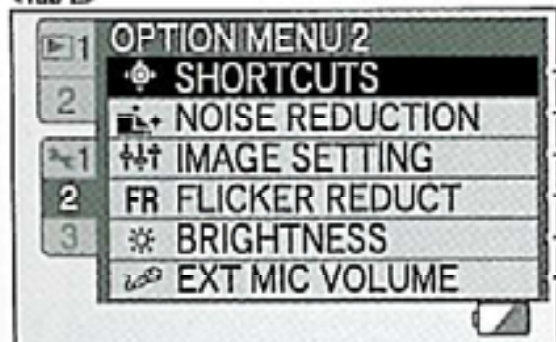 OPTION MENU 2
1
SHORTCUTS
2
NOISE REDUCTION
1
IMAGE SETTING
2
FR FLICKER REDUCT
3
BRIGHTNESS
EXT MIC VOLUME